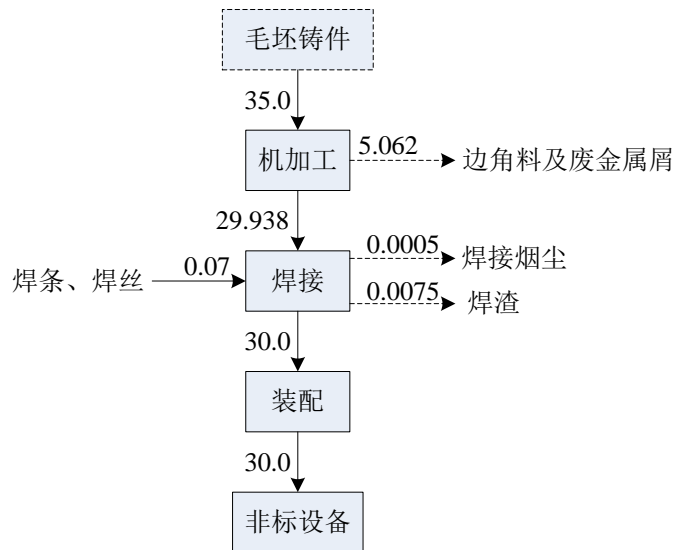 毛坯铸件
35.0
机加工
5.062
边角料及废金属屑
29.938
焊条、焊丝
0.07
焊接
0.0005
焊接烟尘
0.0075
焊渣
30.0
装配
30.0
非标设备